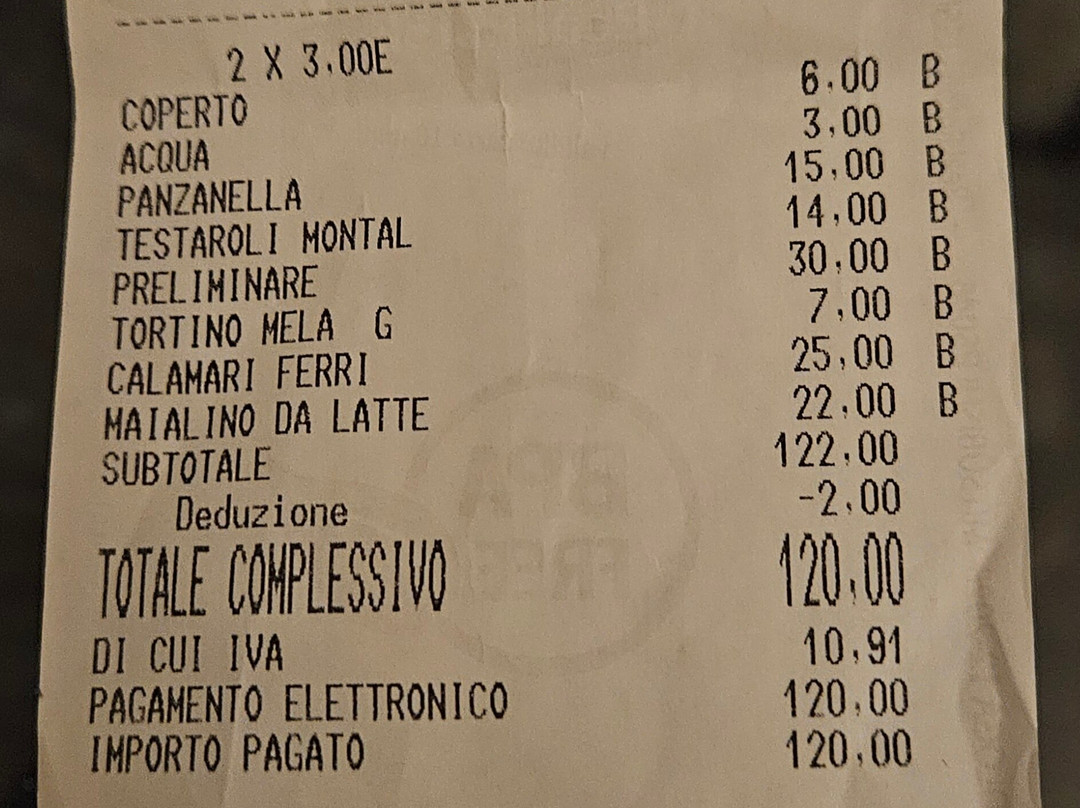 2 X 3,00E
COPERTO 6,00 B
ACQUA 3,00 B
PANZANELLA 15,00 B
TESTAROLI MONTAL 14,00 B
PRELIMINARE 30,00 B
TORTINO MELA G 7,00 B
CALAMARI FERRI 25,00 B
MAIALINO DA LATTE 22,00 B
SUBTOTALE 122,00
Deduzione -2,00
TOTALE COMPLESSIVO 120,00
DI CUI IVA 10,91
PAGAMENTO ELETTRONICO 120,00
IMPORTO PAGATO 120,00
BPA
FREE